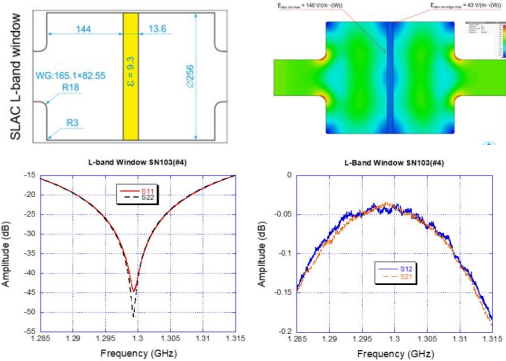 SLAC L-band window
144
13.6
WG:165.1×82.55
R18
R3
ε = 9.3
Ø256
= 140 V/(m·√(W))
= 43 V/(m·√(W))
L-band Window SN103(#4)
Amplitude (dB)
-15
-20
-25
-30
-35
-40
-45
-50
-55
S11
S22
1.285 1.29 1.295 1.3 1.305 1.31 1.315
Frequency (GHz)
L-Band Window SN103(#4)
Amplitude (dB)
0
-0.05
-0.1
-0.15
-0.2
S12
S21
1.285 1.29 1.295 1.3 1.305 1.31 1.315
Frequency (GHz)